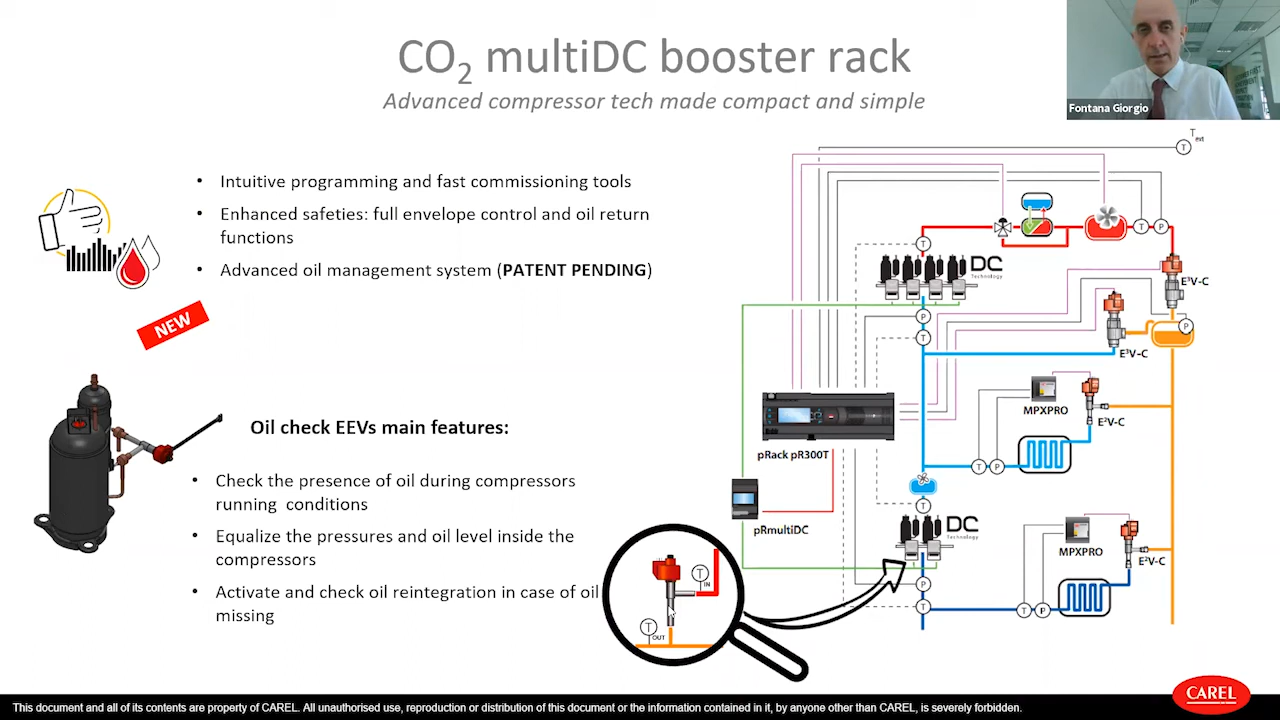 CO2 multiDC booster rack
Advanced compressor tech made compact and simple
Fontana Giorgio
• Intuitive programming and fast commissioning tools
• Enhanced safeties: full envelope control and oil return
functions
• Advanced oil management system (PATENT PENDING)
NEW
Oil check EEVs main features:
• Check the presence of oil during compressors
running conditions
• Equalize the pressures and oil level inside the
compressors
• Activate and check oil reintegration in case of oil
missing
T
IN
T
OUT
T
Text
T
P
T
DC
Technology
E³V-C
P
P
T
E³V-C
MPXPRO
E²V-C
pRack pR300T
T
P
T
pRmultiDC
DC
Technology
MPXPRO
E²V-C
P
T
T
P
CAREL
This document and all of its contents are property of CAREL. All unauthorised use, reproduction or distribution of this document or the information contained in it, by anyone other than CAREL, is severely forbidden.